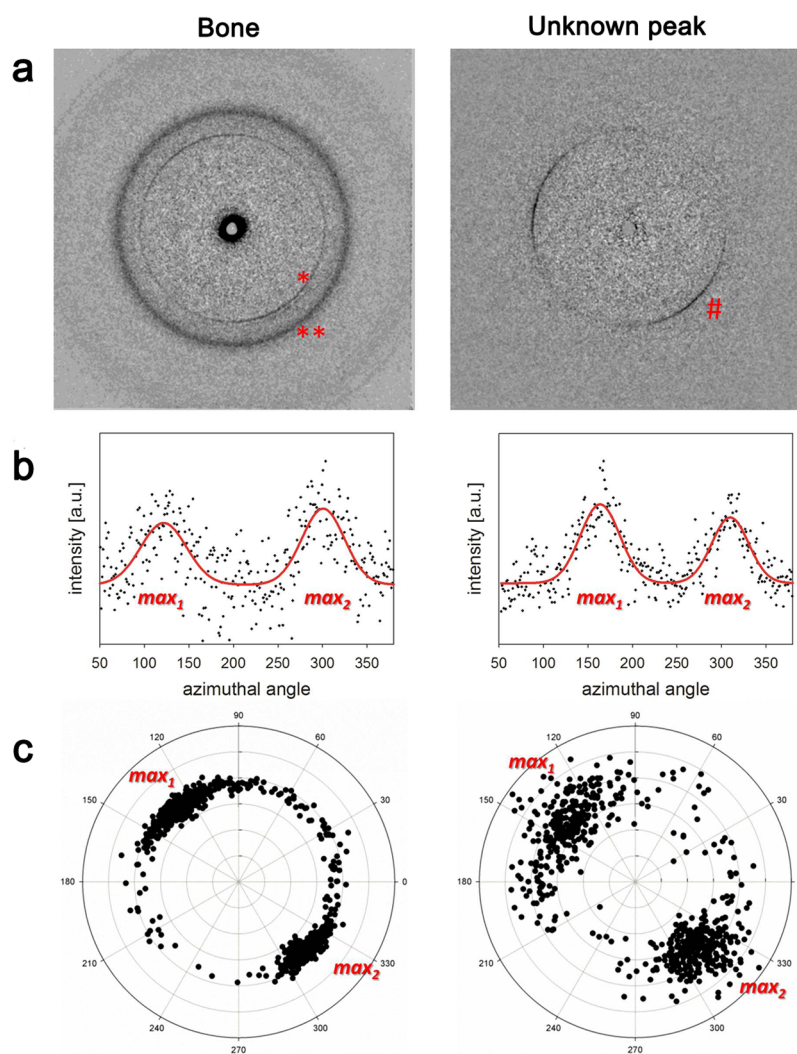 Bone
Unknown peak
a
*
**
#
b
intensity [a.u.]
max1
max2
50 100 150 200 250 300 350
azimuthal angle
intensity [a.u.]
max1
max2
50 100 150 200 250 300 350
azimuthal angle
c
90
120 60
max1
150 30
180 0
210 330
max2
240 300
270
90
120 60
max1
150 30
180 0
210 330
max2
240 300
270